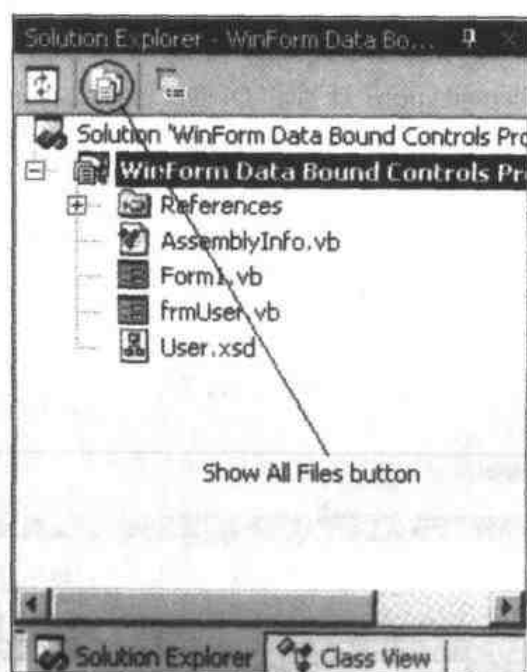 Solution Explorer - WinForm Data Bo...
Solution 'WinForm Data Bound Controls Pro
WinForm Data Bound Controls Pro
References
AssemblyInfo.vb
Form1.vb
frmUser.vb
User.xsd
Show All Files button
Solution Explorer
Class View